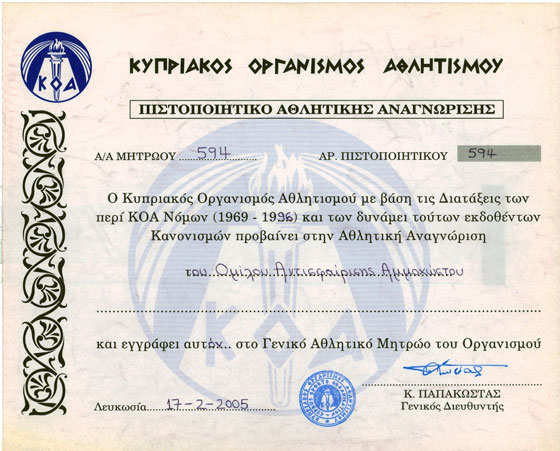 ΚΟΑ
ΚΥΠΡΙΑΚΟΣ ΟΡΓΑΝΙΣΜΟΣ ΑΘΛΗΤΙΣΜΟΥ
ΠΙΣΤΟΠΟΙΗΤΙΚΟ ΑΘΛΗΤΙΚΗΣ ΑΝΑΓΝΩΡΙΣΗΣ
Α/Α ΜΗΤΡΩΟΥ 594 ΑΡ. ΠΙΣΤΟΠΟΙΗΤΙΚΟΥ 594
Ο Κυπριακός Οργανισμός Αθλητισμού με βάση τις Διατάξεις των
περί ΚΟΑ Νόμων (1969 - 1996) και των δυνάμει τούτων εκδοθέντων
Κανονισμών προβαίνει στην Αθλητική Αναγνώριση
του Ομίλου Αντισφαίρισης Αμμοχώστου
ΚΟΑ
και εγγράφει αυτόν.. στο Γενικό Αθλητικό Μητρώο του Οργανισμού
Λευκωσία 17-2-2005
Κ. ΠΑΠΑΚΩΣΤΑΣ
Γενικός Διευθυντής